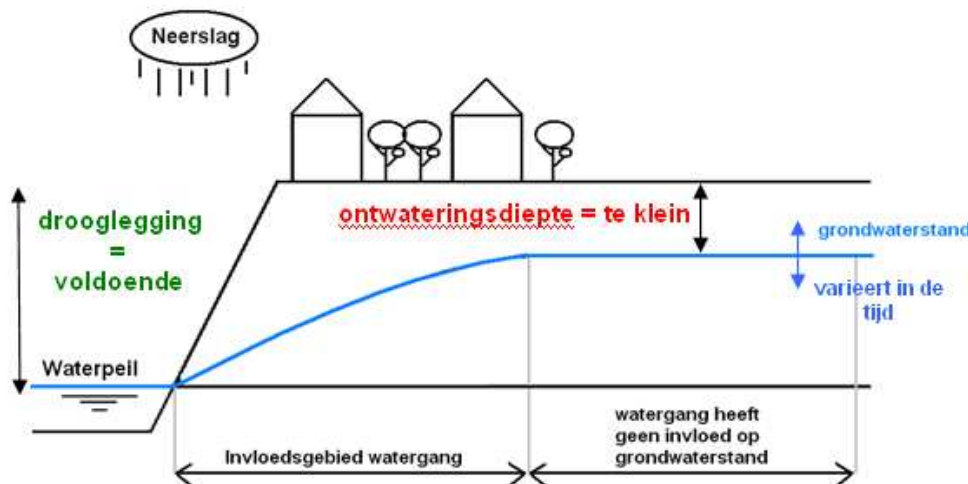 Neerslag
ontwateringsdiepte = te klein
drooglegging
=
voldoende
grondwaterstand
varieert in de
tijd
Waterpeil
Invloedsgebied watergang
watergang heeft
geen invloed op
grondwaterstand